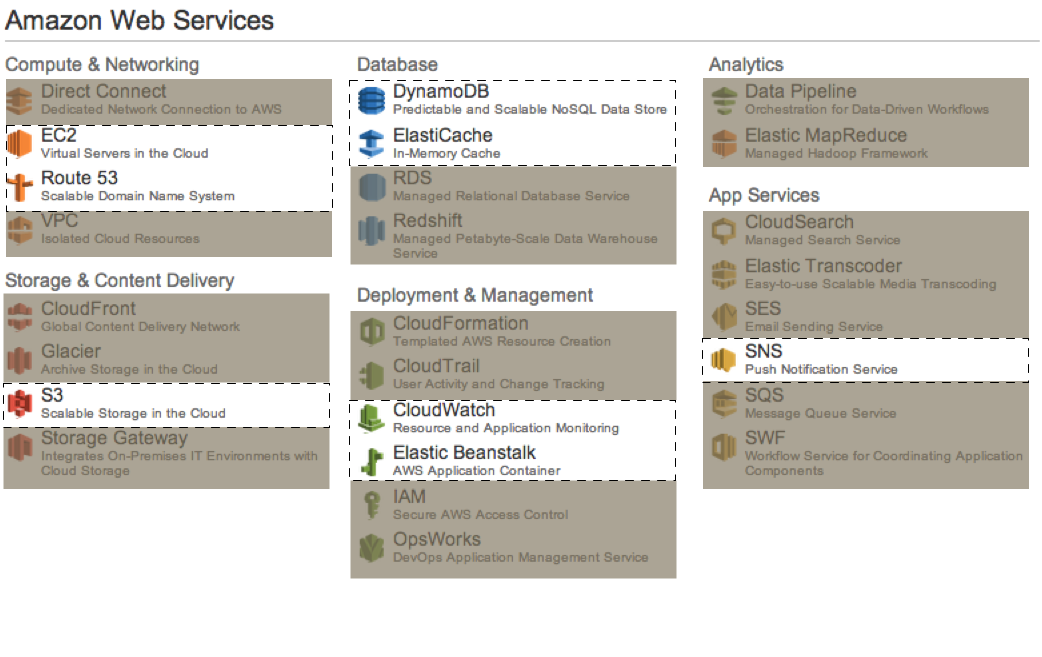 Amazon Web Services
Compute & Networking
Direct Connect
Dedicated Network Connection to AWS
EC2
Virtual Servers in the Cloud
Route 53
Scalable Domain Name System
VPC
Isolated Cloud Resources
Storage & Content Delivery
CloudFront
Global Content Delivery Network
Glacier
Archive Storage in the Cloud
S3
Scalable Storage in the Cloud
Storage Gateway
Integrates On-Premises IT Environments with
Cloud Storage
Database
DynamoDB
Predictable and Scalable NoSQL Data Store
ElastiCache
In-Memory Cache
RDS
Managed Relational Database Service
Redshift
Managed Petabyte-Scale Data Warehouse
Service
Deployment & Management
CloudFormation
Templated AWS Resource Creation
CloudTrail
User Activity and Change Tracking
CloudWatch
Resource and Application Monitoring
Elastic Beanstalk
AWS Application Container
IAM
Secure AWS Access Control
OpsWorks
DevOps Application Management Service
Analytics
Data Pipeline
Orchestration for Data-Driven Workflows
Elastic MapReduce
Managed Hadoop Framework
App Services
CloudSearch
Managed Search Service
Elastic Transcoder
Easy-to-use Scalable Media Transcoding
SES
Email Sending Service
SNS
Push Notification Service
SQS
Message Queue Service
SWF
Workflow Service for Coordinating Application
Components